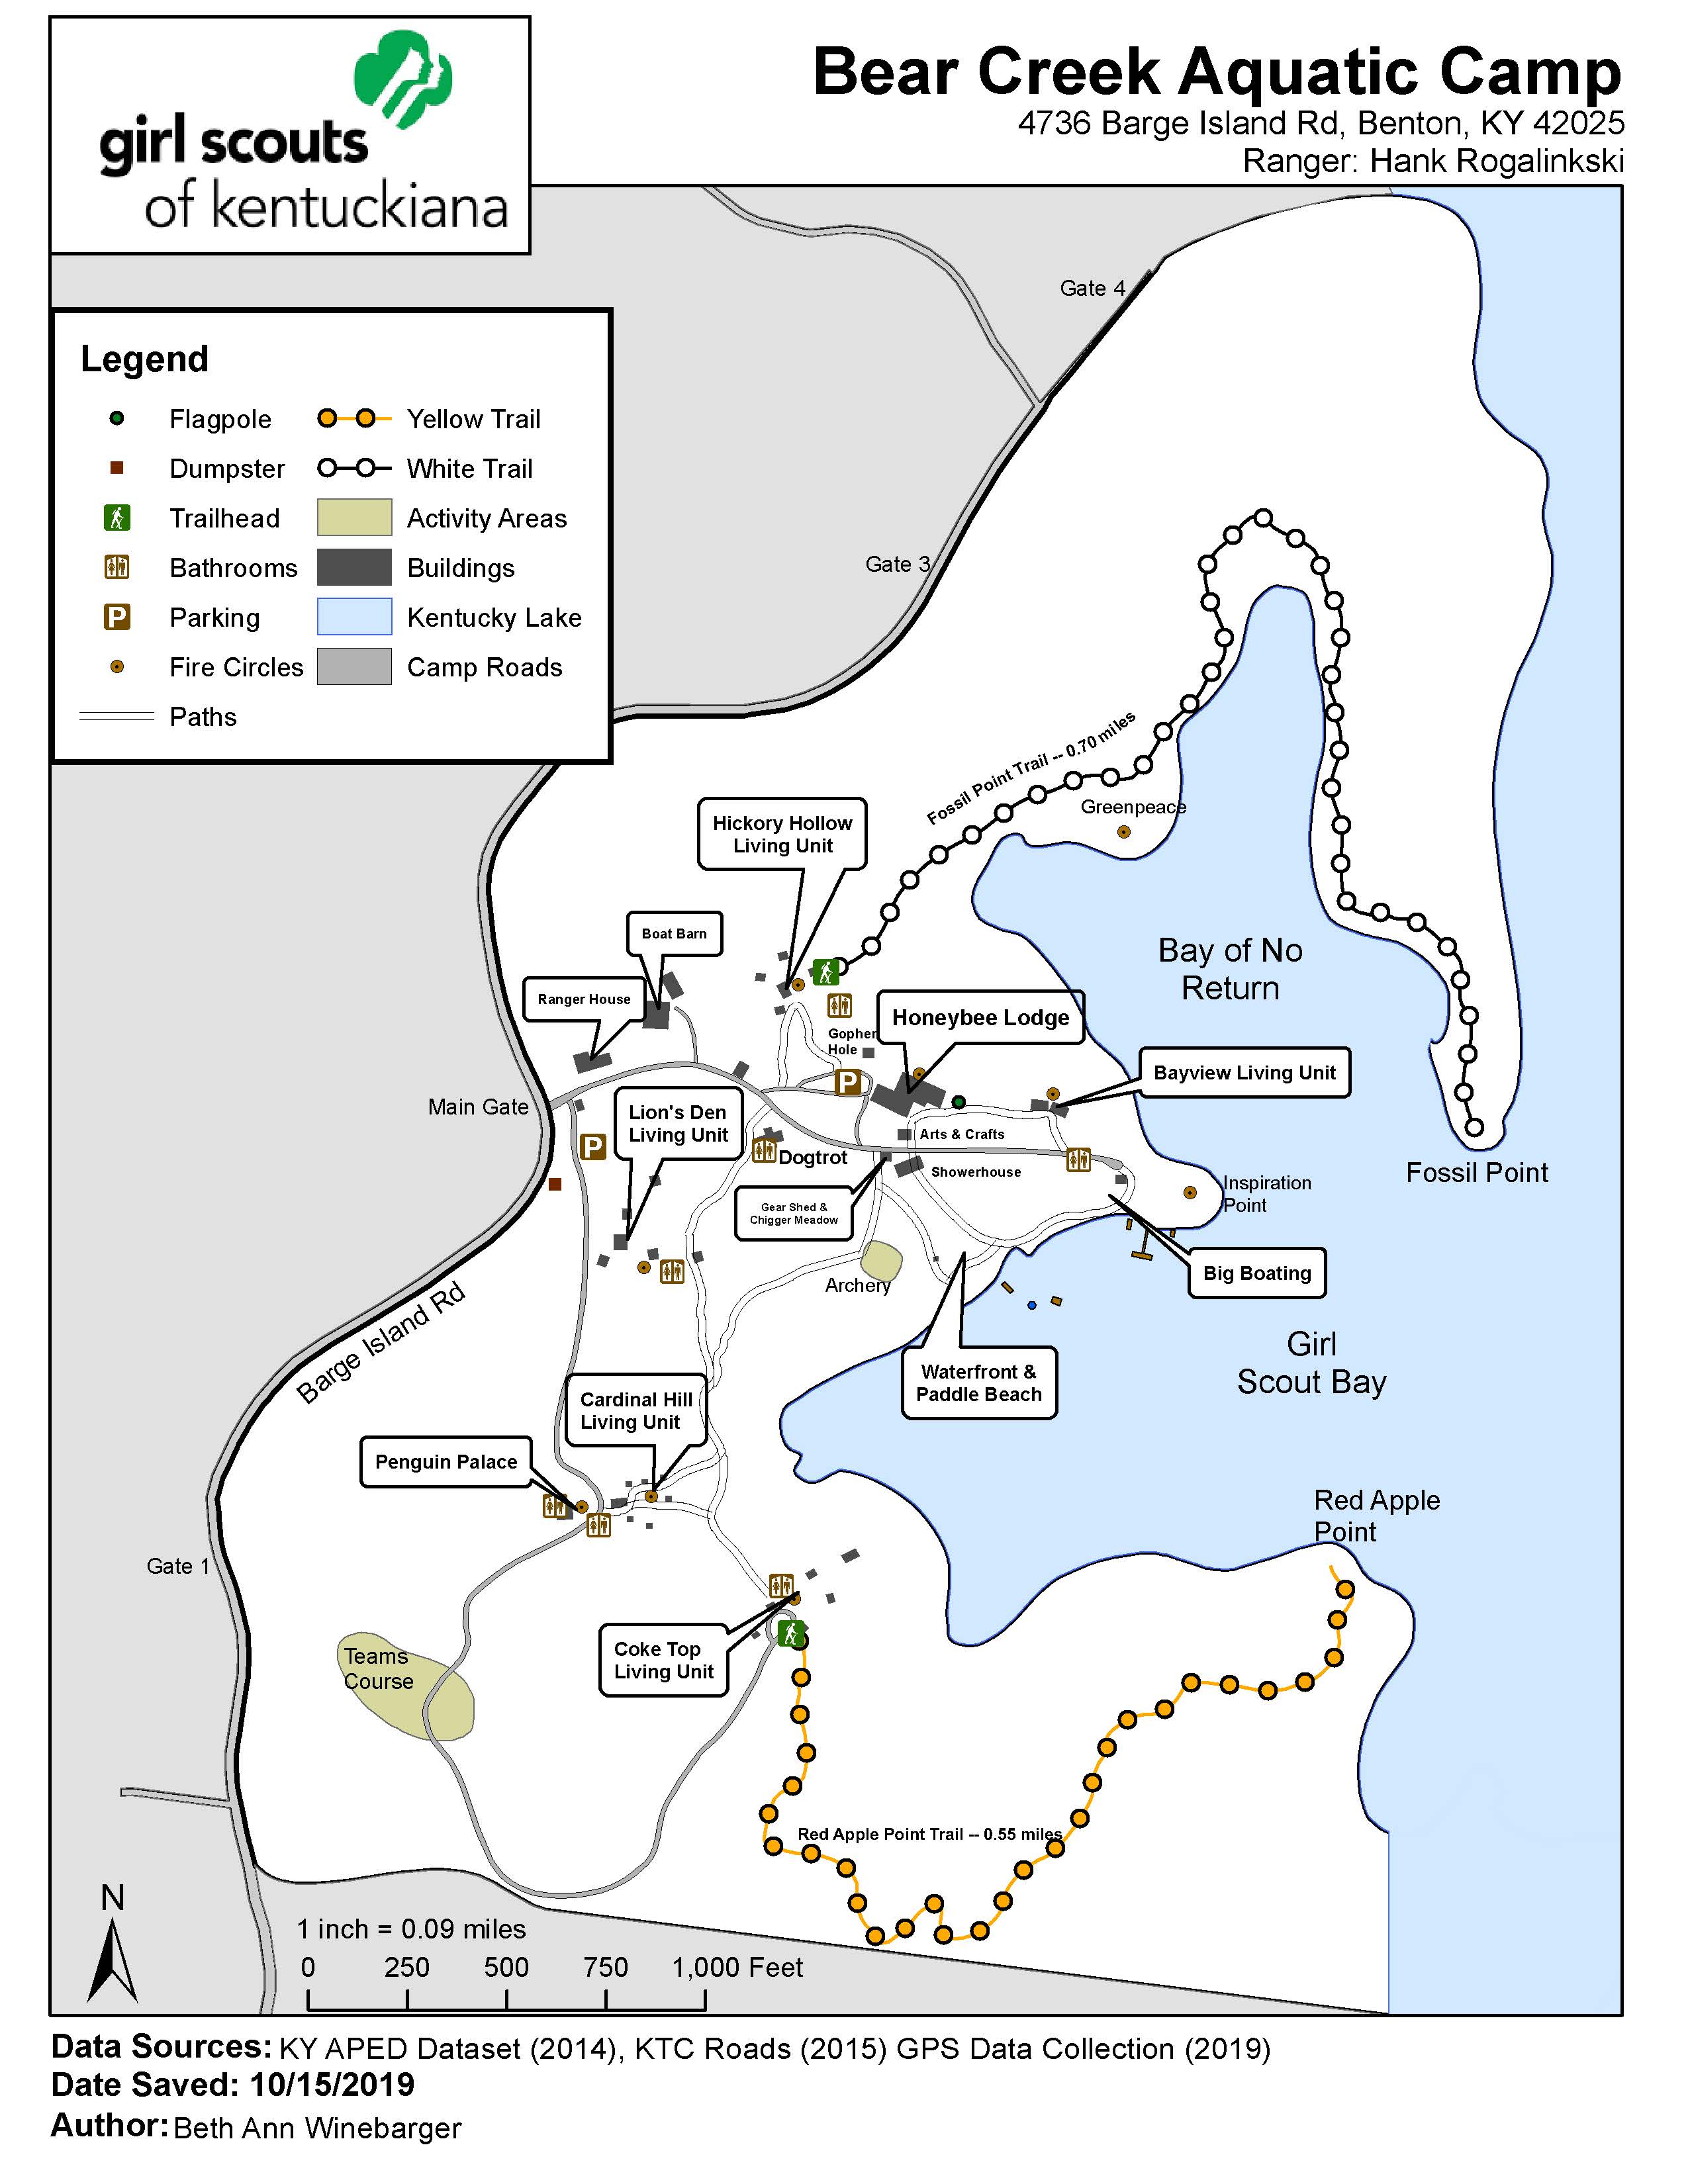 girl scouts
of kentuckiana
Bear Creek Aquatic Camp
4736 Barge Island Rd, Benton, KY 42025
Ranger: Hank Rogalinkski
Legend
Flagpole
Yellow Trail
Dumpster
White Trail
Trailhead
Activity Areas
Bathrooms
Buildings
P
Parking
Kentucky Lake
Fire Circles
Camp Roads
Paths
Gate 4
Gate 3
Fossil Point Trail -- 0.70 miles
Greenpeace
Hickory Hollow
Living Unit
Boat Barn
Bay of No
Return
Ranger House
Honeybee Lodge
Gopher
Hole
Bayview Living Unit
P
Main Gate
Lion's Den
Living Unit
P
Arts & Crafts
Dogtrot
Showerhouse
Fossil Point
Inspiration
Point
Gear Shed &
Chigger Meadow
Big Boating
Archery
Barge Island Rd
Girl
Scout Bay
Waterfront &
Paddle Beach
Cardinal Hill
Living Unit
Penguin Palace
Red Apple
Point
Gate 1
Coke Top
Living Unit
Teams
Course
Red Apple Point Trail -- 0.55 miles
N
1 inch = 0.09 miles
0 250 500 750 1,000 Feet
Data Sources: KY APED Dataset (2014), KTC Roads (2015) GPS Data Collection (2019)
Date Saved: 10/15/2019
Author: Beth Ann Winebarger